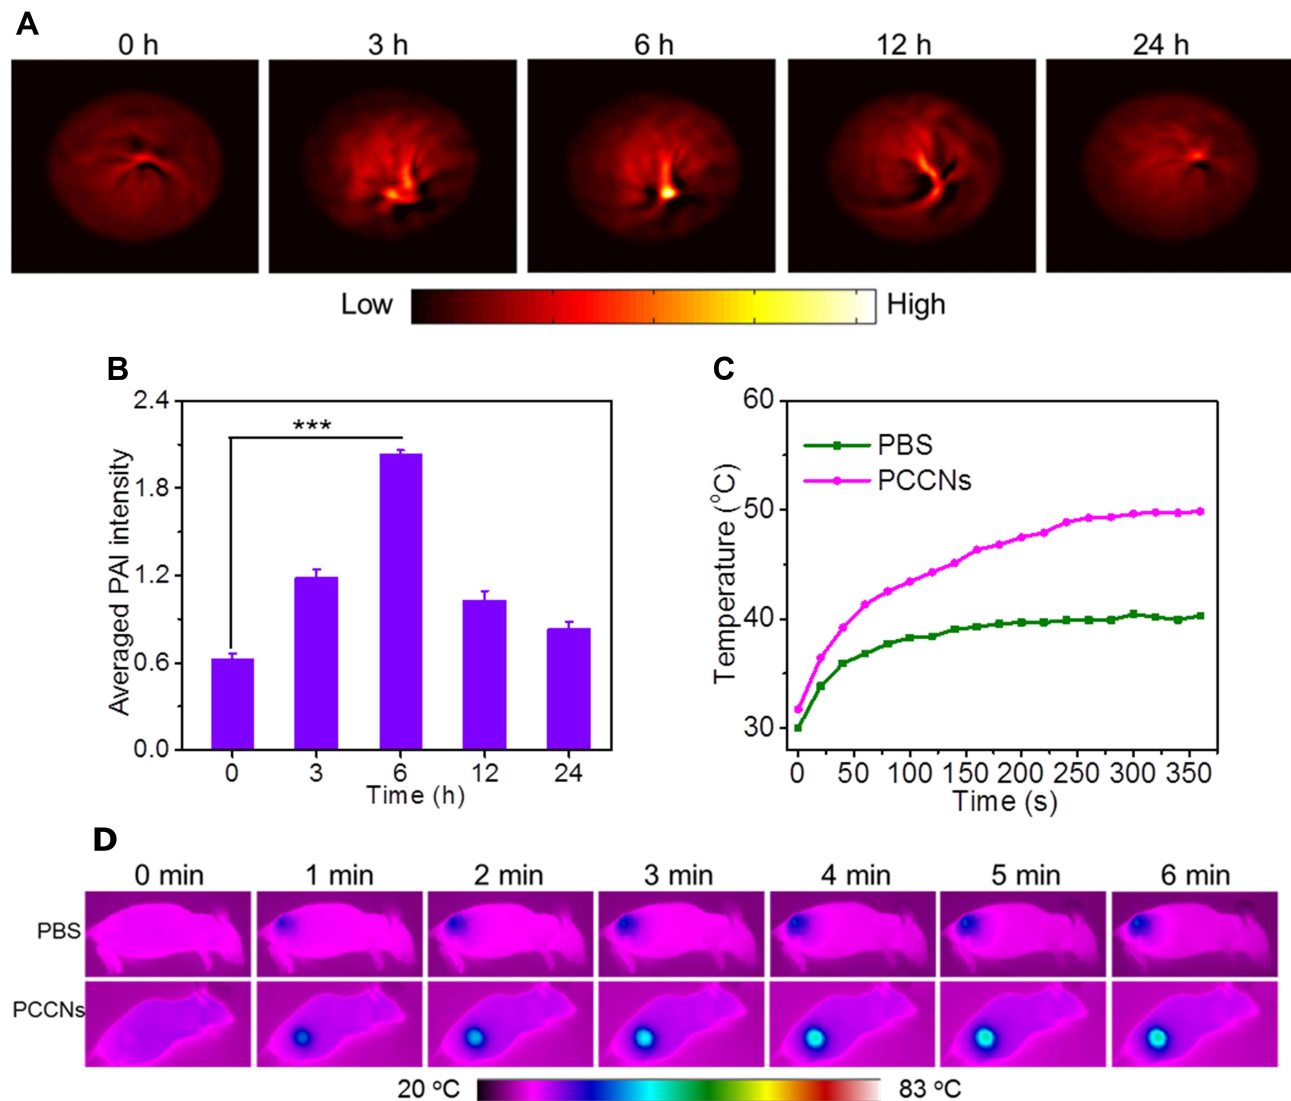 A
0 h 3 h 6 h 12 h 24 h
Low High
B
2.4
1.8
1.2
0.6
0.0
Averaged PAI intensity
***
0 3 6 12 24
Time (h)
C
60
50
40
30
Temperature (°C)
PBS
PCCNs
0 50 100 150 200 250 300 350
Time (s)
D
0 min 1 min 2 min 3 min 4 min 5 min 6 min
PBS
PCCNs
20 °C 83 °C